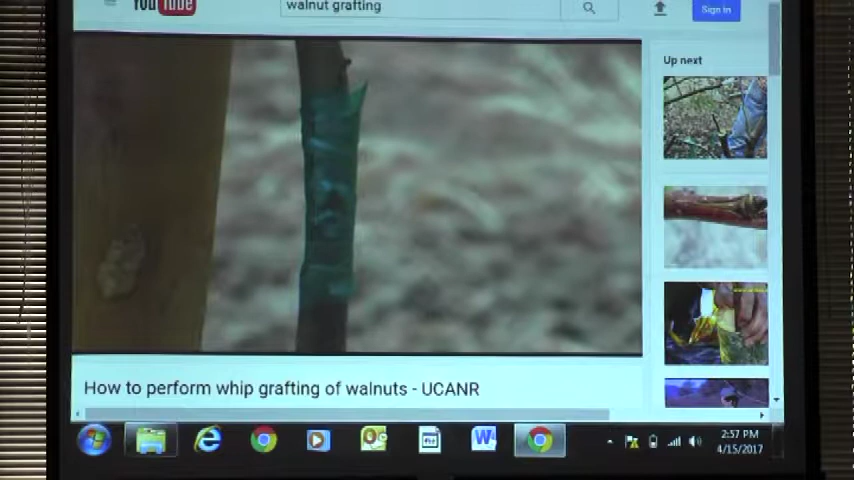 YouTube
walnut grafting
Sign in
Up next
How to perform whip grafting of walnuts - UCANR
2:57 PM
4/15/2017